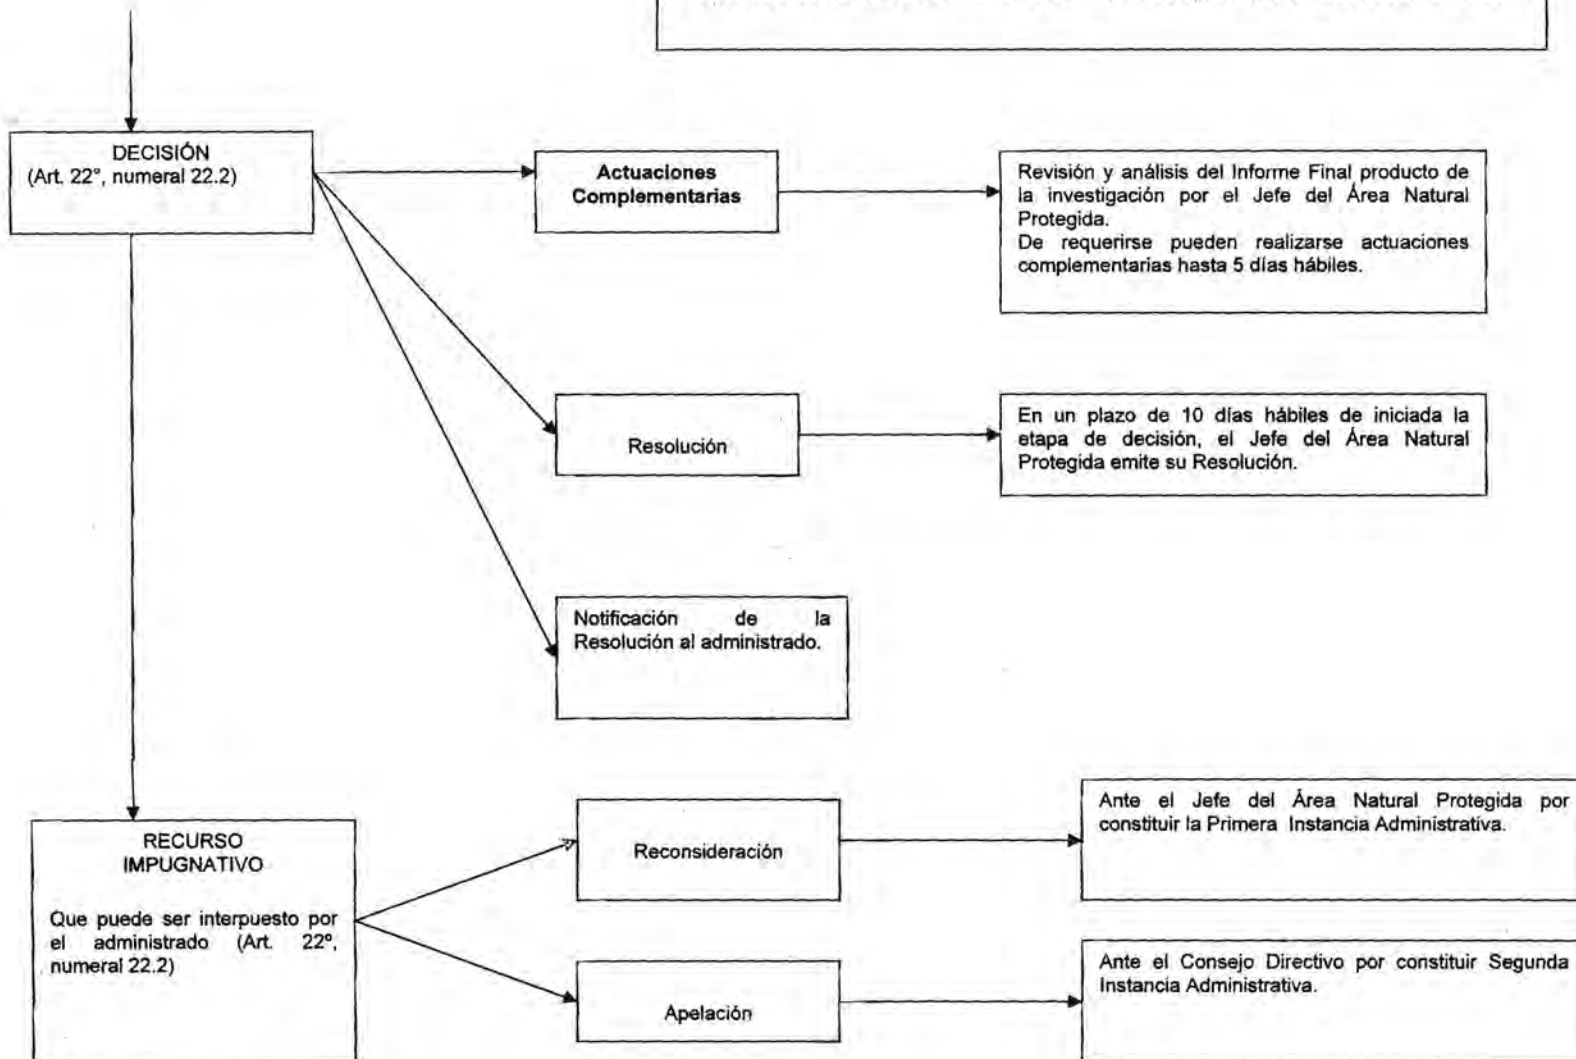 DECISIÓN
(Art. 22°, numeral 22.2)
Actuaciones
Complementarias
Revisión y análisis del Informe Final producto de
la investigación por el Jefe del Área Natural
Protegida.
De requerirse pueden realizarse actuaciones
complementarias hasta 5 días hábiles.
Resolución
En un plazo de 10 días hábiles de iniciada la
etapa de decisión, el Jefe del Área Natural
Protegida emite su Resolución.
Notificación de la
Resolución al administrado.
RECURSO
IMPUGNATIVO
Que puede ser interpuesto por
el administrado (Art. 22º,
numeral 22.2)
Reconsideración
Ante el Jefe del Área Natural Protegida por
constituir la Primera Instancia Administrativa.
Apelación
Ante el Consejo Directivo por constituir Segunda
Instancia Administrativa.